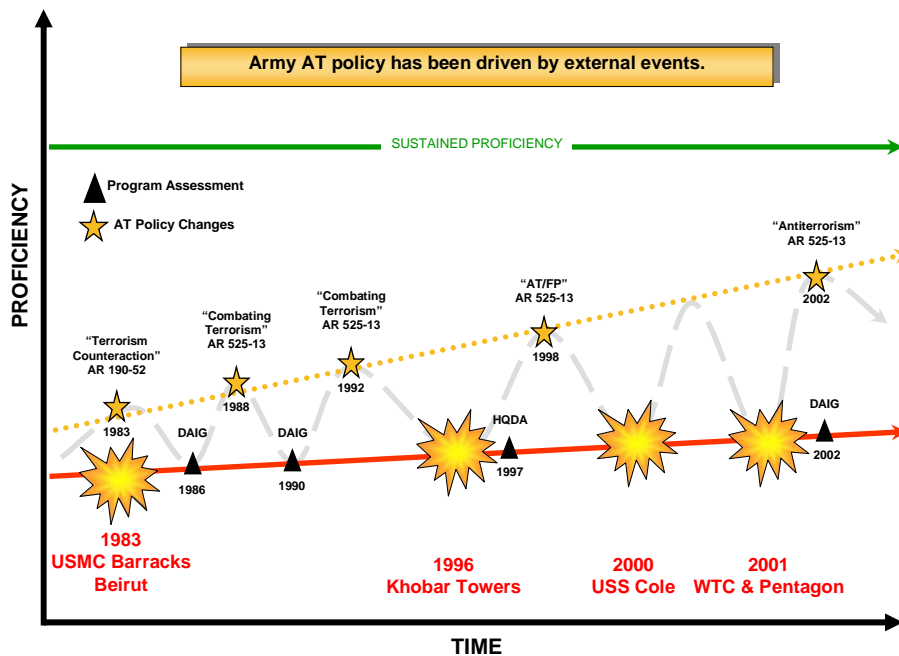 Army AT policy has been driven by external events.
SUSTAINED PROFICIENCY
Program Assessment
AT Policy Changes
PROFICIENCY
“Terrorism
Counteraction”
AR 190-52
1983
“Combating
Terrorism”
AR 525-13
1988
“Combating
Terrorism”
AR 525-13
1992
“AT/FP”
AR 525-13
1998
“Antiterrorism”
AR 525-13
2002
DAIG
1986
DAIG
1990
HQDA
1997
DAIG
2002
1983
USMC Barracks
Beirut
1996
Khobar Towers
2000
USS Cole
2001
WTC & Pentagon
TIME